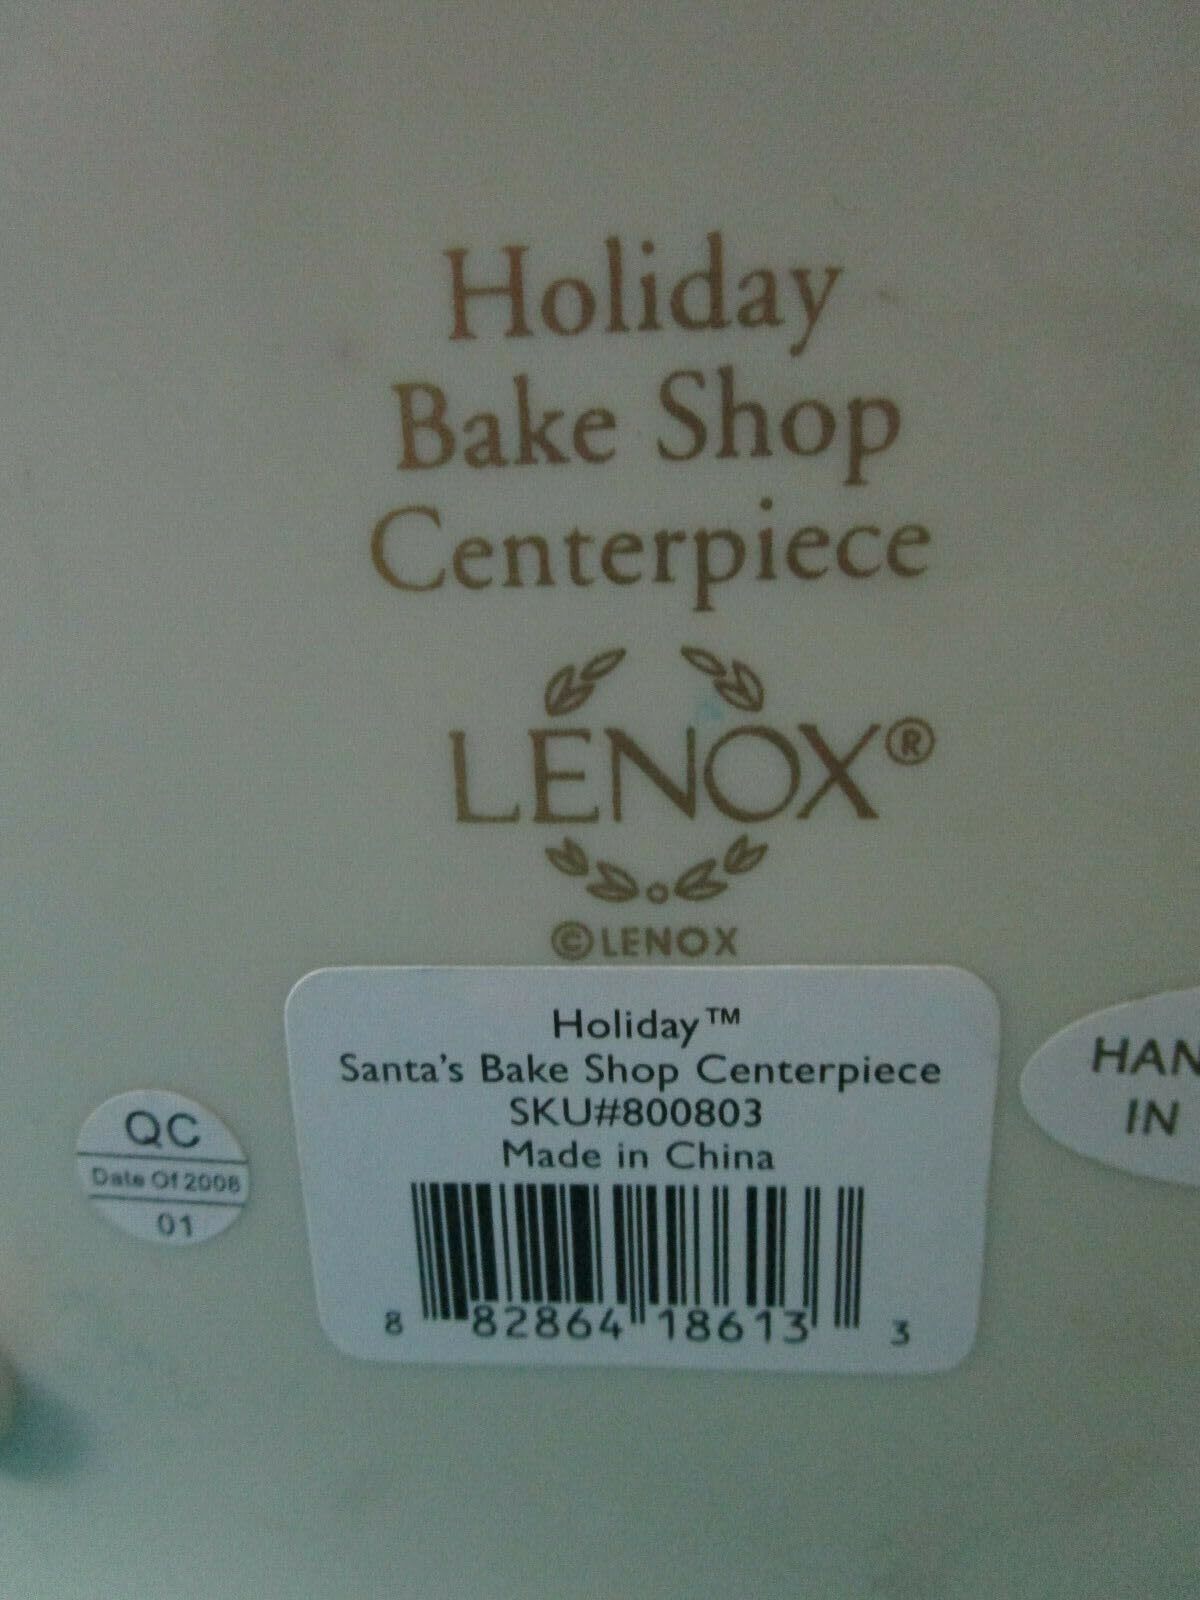 Holiday
Bake Shop
Centerpiece
LENOX®
©LENOX
Holiday™
Santa's Bake Shop Centerpiece
SKU#800803
Made in China
8 82864 18613 3
QC
Date Of 2008
01
HAN
IN